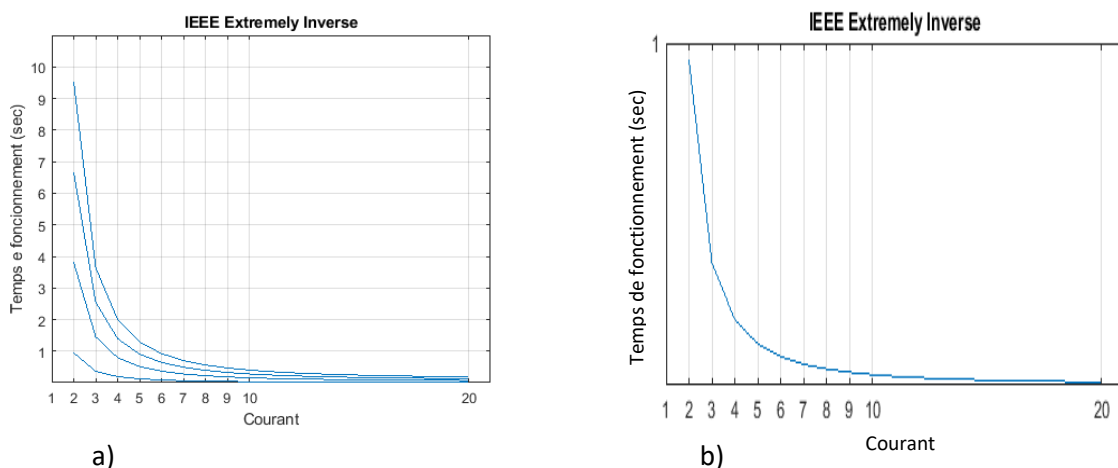 IEEE Extremely Inverse
Temps e foncionnement (sec)
10
9
8
7
6
5
4
3
2
1
1 2 3 4 5 6 7 8 9 10 20
Courant
a)
IEEE Extremely Inverse
Temps de fonctionnement (sec)
1
1 2 3 4 5 6 7 8 9 10 20
Courant
b)